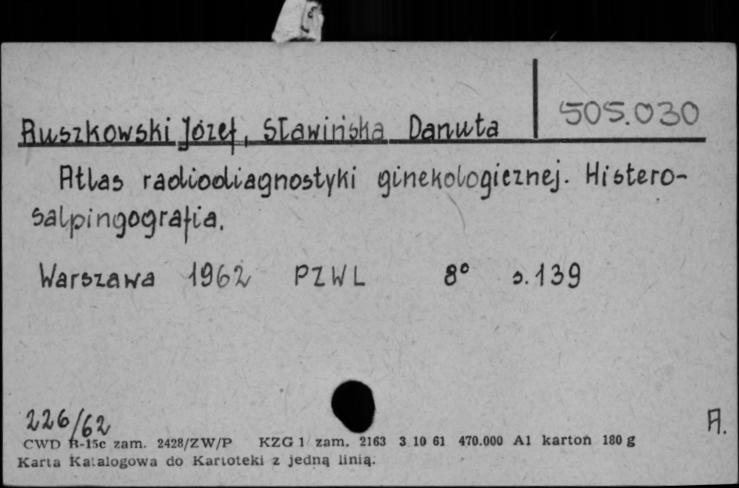 505.030
Ruszkowski Józef, Sławińska Danuta
Atlas radiodiagnostyki ginekologicznej. Histero-
salpingografia.
Warszawa 1962 PZWL 8° s.139
226/62
A.
CWD R-15c zam. 2428/ZW/P KZG 1 zam. 2163 3 10 61 470.000 A1 karton 180 g
Karta Katalogowa do Kartoteki z jedną linią.